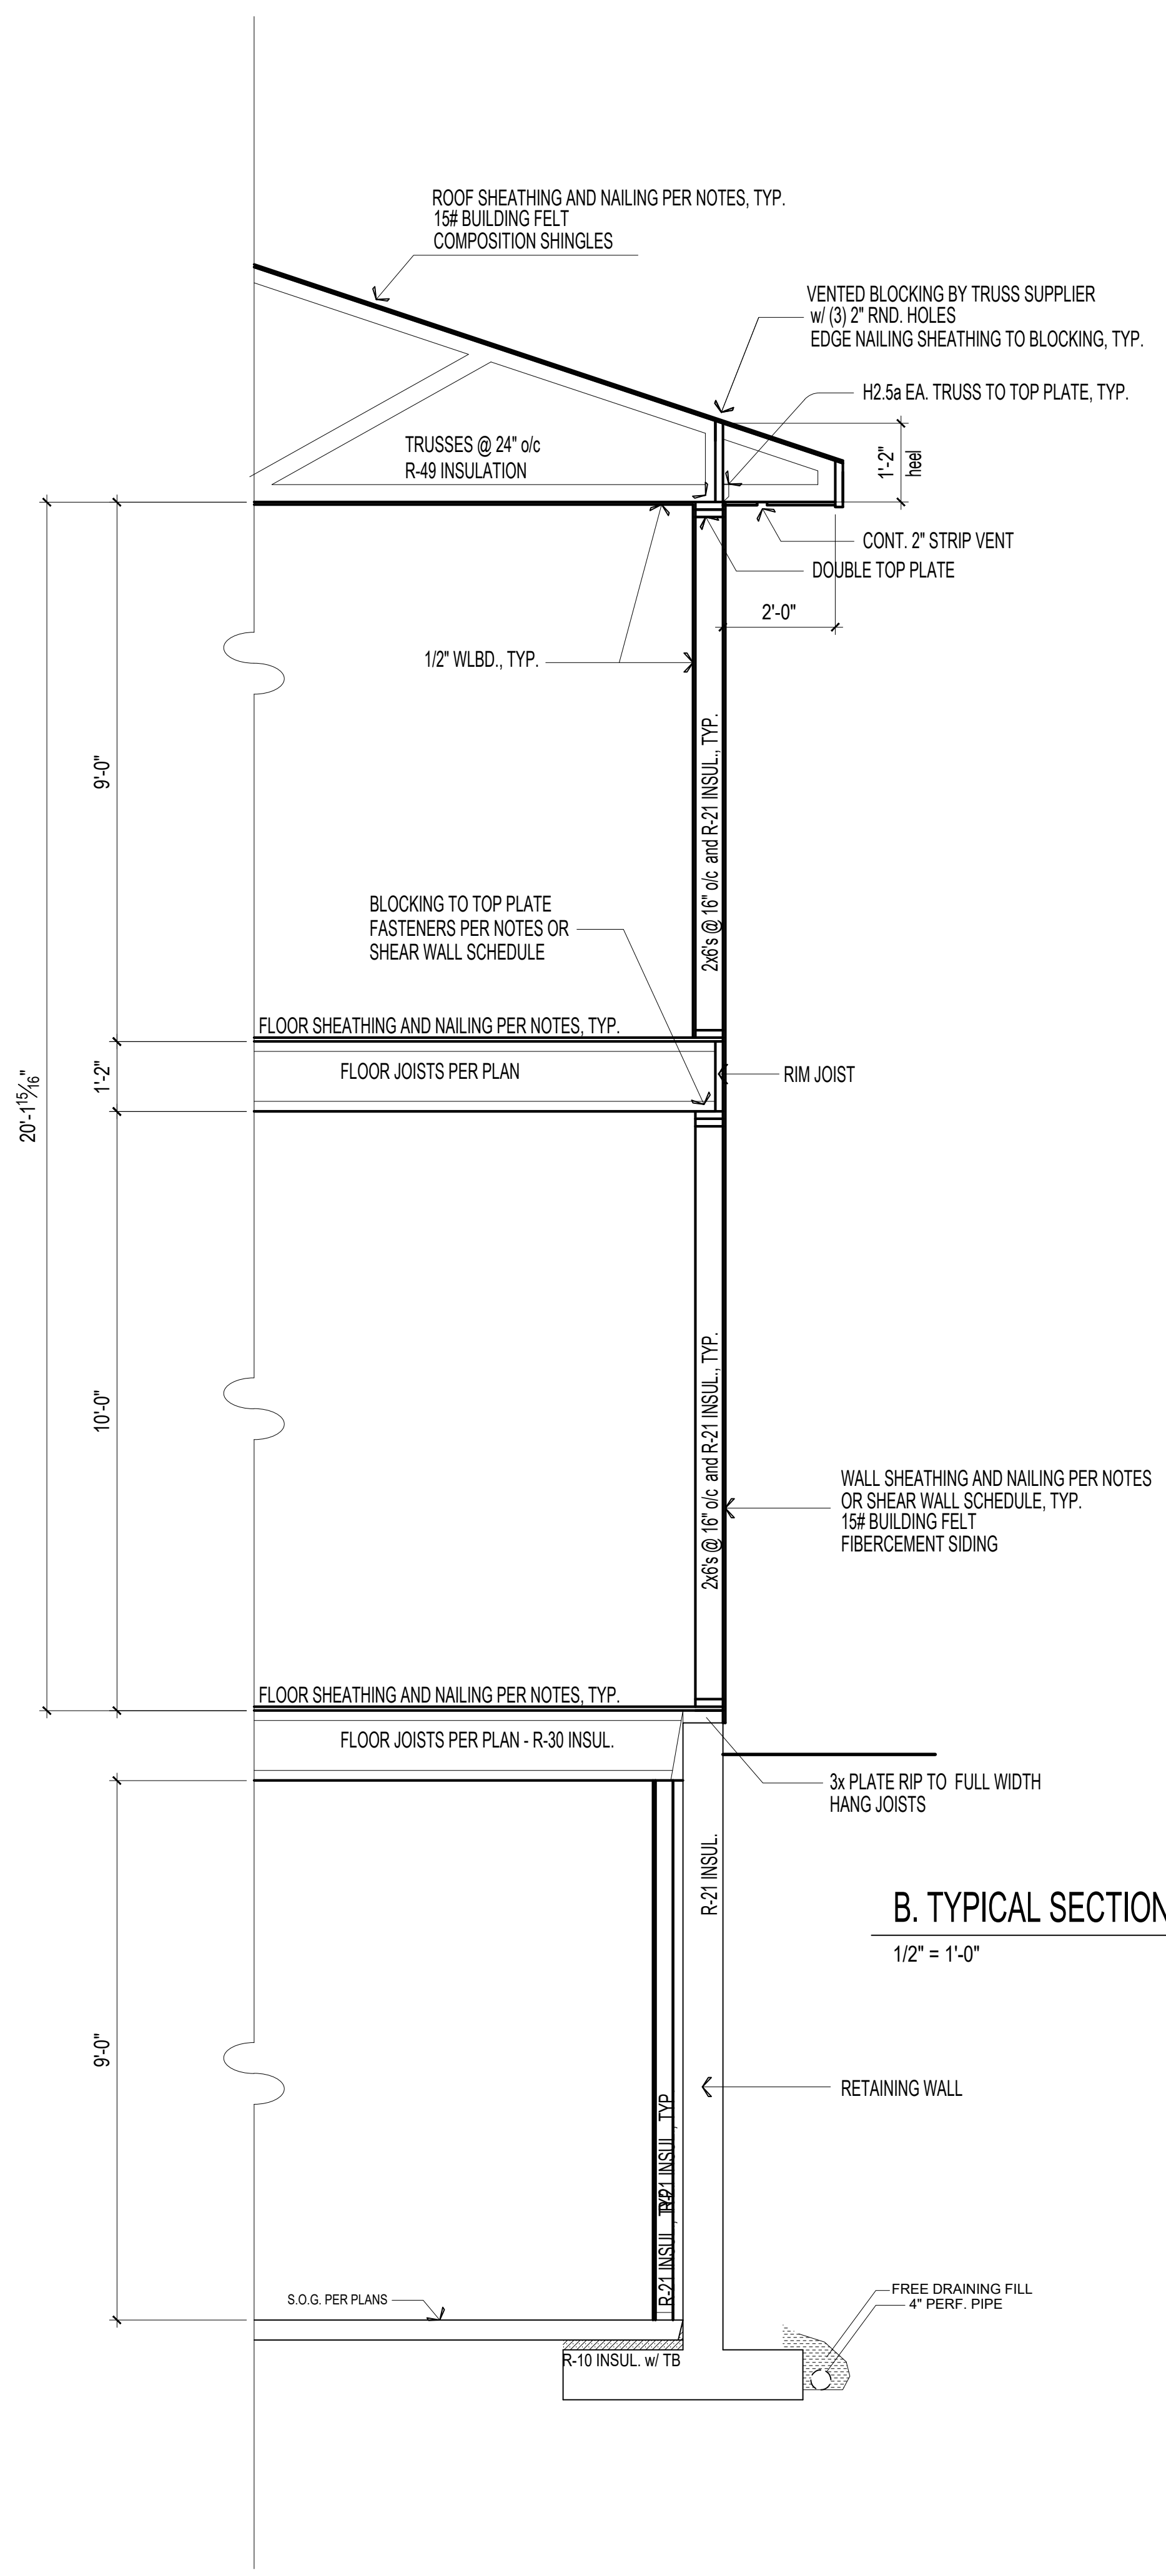 ROOF SHEATHING AND NAILING PER NOTES, TYP.
15# BUILDING FELT
COMPOSITION SHINGLES
VENTED BLOCKING BY TRUSS SUPPLIER
w/ (3) 2" RND. HOLES
EDGE NAILING SHEATHING TO BLOCKING, TYP.
H2.5a EA. TRUSS TO TOP PLATE, TYP.
TRUSSES @ 24" o/c
R-49 INSULATION
1'-2"
heel
CONT. 2" STRIP VENT
DOUBLE TOP PLATE
2'-0"
1/2" WLBD., TYP.
9'-0"
2x6's @ 16" o/c and R-21 INSUL., TYP.
BLOCKING TO TOP PLATE
FASTENERS PER NOTES OR
SHEAR WALL SCHEDULE
FLOOR SHEATHING AND NAILING PER NOTES, TYP.
FLOOR JOISTS PER PLAN
RIM JOIST
1'-2"
20'-1 15/16"
10'-0"
2x6's @ 16" o/c and R-21 INSUL., TYP.
WALL SHEATHING AND NAILING PER NOTES
OR SHEAR WALL SCHEDULE, TYP.
15# BUILDING FELT
FIBERCEMENT SIDING
FLOOR SHEATHING AND NAILING PER NOTES, TYP.
FLOOR JOISTS PER PLAN - R-30 INSUL.
3x PLATE RIP TO FULL WIDTH
HANG JOISTS
R-21 INSUL.
B. TYPICAL SECTION
1/2" = 1'-0"
9'-0"
RETAINING WALL
R-21 INSUL., TYP.
R-21 INSUL., TYP.
S.O.G. PER PLANS
FREE DRAINING FILL
4" PERF. PIPE
R-10 INSUL. w/ TB